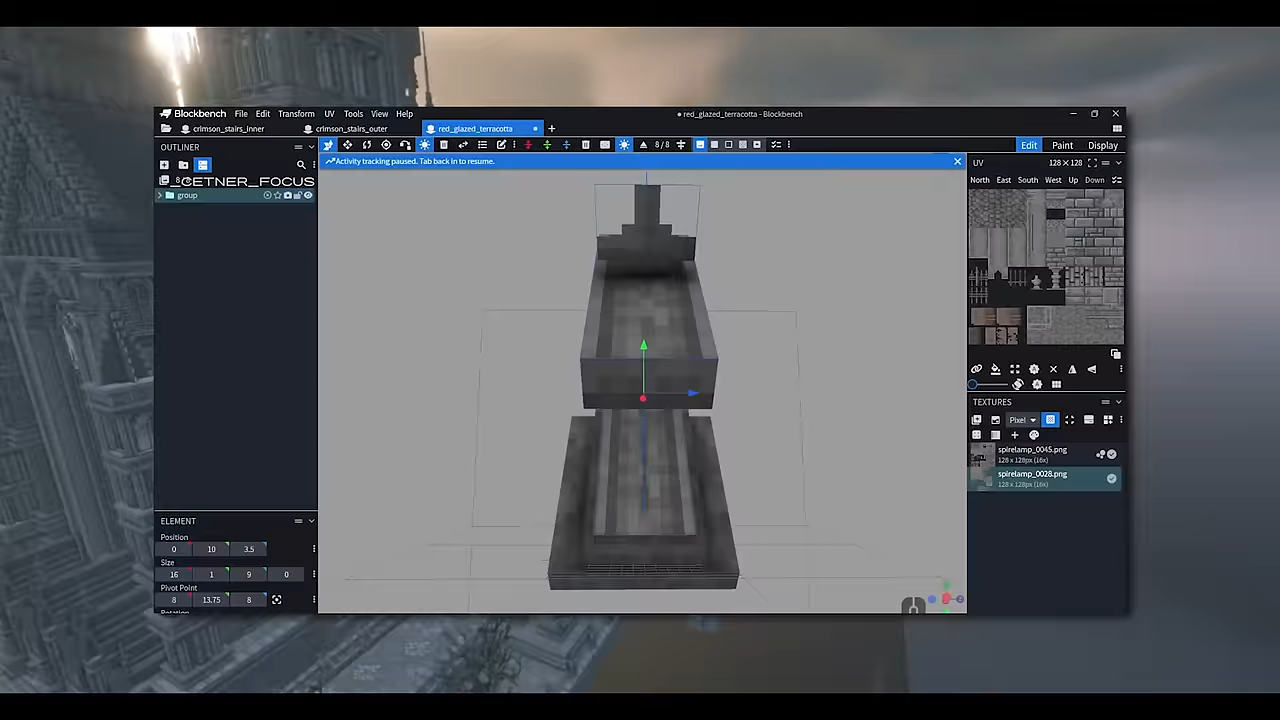 Blockbench File Edit Transform UV Tools View Help
• red_glazed_terracotta - Blockbench
crimson_stairs_inner
crimson_stairs_outer
red_glazed_terracotta
OUTLINER
8 / 8
Edit Paint Display
Activity tracking paused. Tab back in to resume.
UV
128 × 128
_CETNER_FOCUS
North East South West Up Down
group
TEXTURES
Pixel
spirelamp_0045.png
128 x 128px (16x)
spirelamp_0028.png
128 x 128px (16x)
ELEMENT
Position
0 10 3.5
Size
16 1 9 0
Pivot Point
8 13.75 8